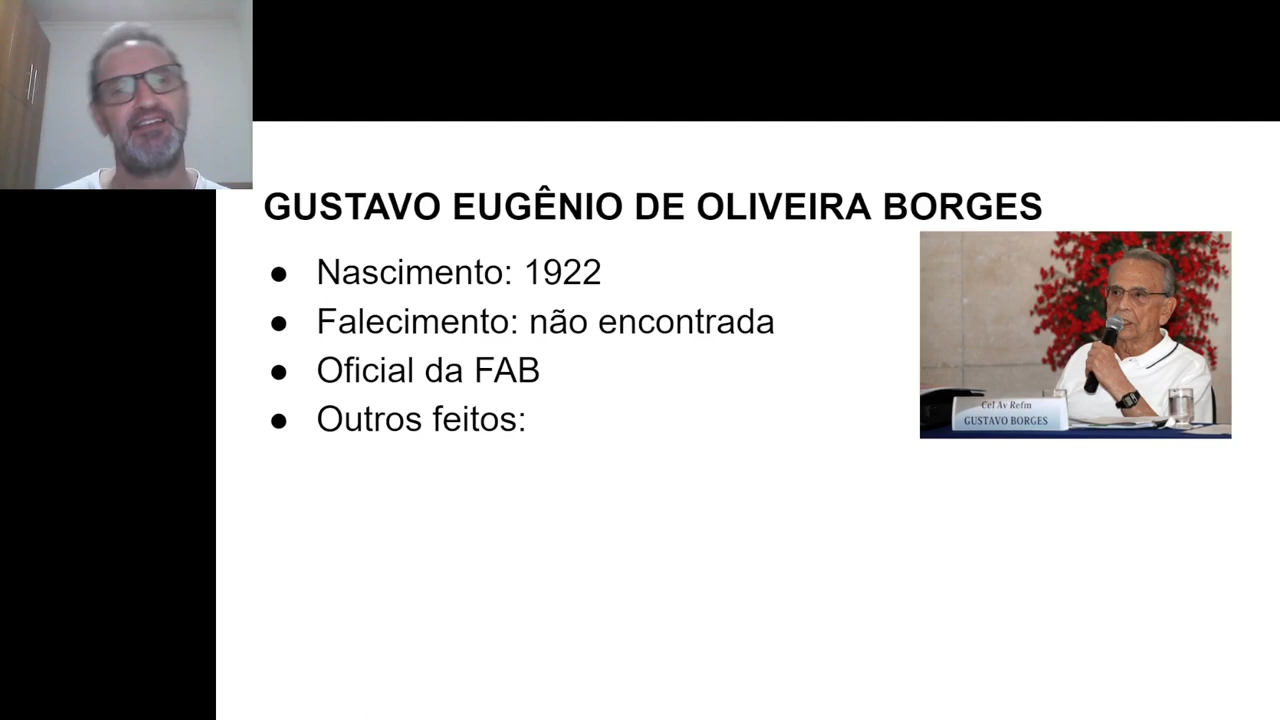 GUSTAVO EUGÊNIO DE OLIVEIRA BORGES
● Nascimento: 1922
● Falecimento: não encontrada
● Oficial da FAB
● Outros feitos:
Cel Av Refm
GUSTAVO BORGES